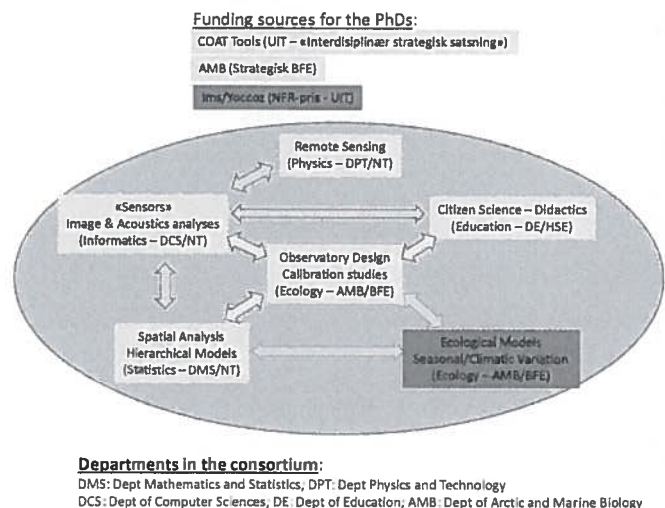 Funding sources for the PhDs:
COAT Tools (UIT – «Interdisiplinær strategisk satsning»)
AMB (Strategisk BFE)
Ims/Yoccoz (NFR-pris - UIT)
Remote Sensing
(Physics – DPT/NT)
«Sensors»
Image & Acoustics analyses
(Informatics – DCS/NT)
Citizen Science – Didactics
(Education – DE/HSE)
Observatory Design
Calibration studies
(Ecology – AMB/BFE)
Spatial Analysis
Hierarchical Models
(Statistics – DMS/NT)
Ecological Models
Seasonal/Climatic Variation
(Ecology – AMB/BFE)
Departments in the consortium:
DMS: Dept Mathematics and Statistics; DPT: Dept Physics and Technology
DCS: Dept of Computer Sciences; DE: Dept of Education; AMB: Dept of Arctic and Marine Biology